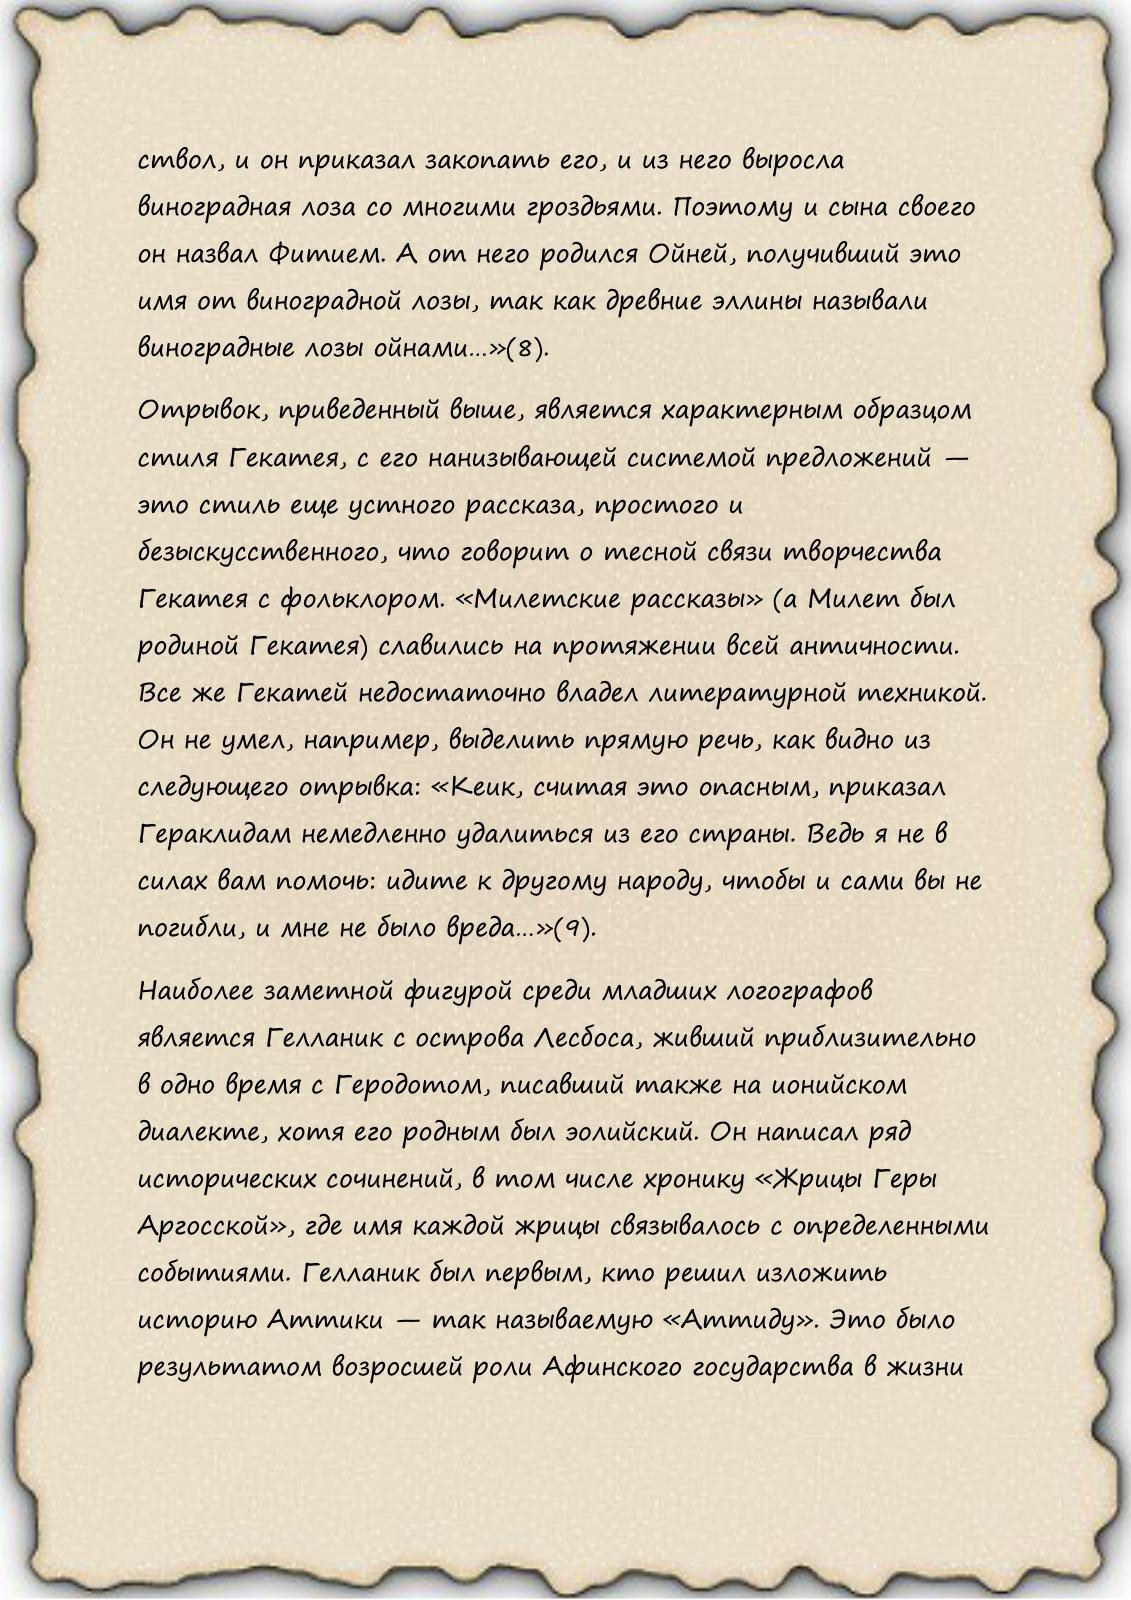 ствол, и он приказал закопать его, и из него выросла
виноградная лоза со многими гроздьями. Поэтому и сына своего
он назвал Фитием. А от него родился Ойней, получивший это
имя от виноградной лозы, так как древние эллины называли
виноградные лозы ойнами…»(8).
Отрывок, приведенный выше, является характерным образцом
стиля Гекатея, с его нанизывающей системой предложений —
это стиль еще устного рассказа, простого и
безыскусственного, что говорит о тесной связи творчества
Гекатея с фольклором. «Милетские рассказы» (а Милет был
родиной Гекатея) славились на протяжении всей античности.
Все же Гекатей недостаточно владел литературной техникой.
Он не умел, например, выделить прямую речь, как видно из
следующего отрывка: «Кеик, считая это опасным, приказал
Гераклидам немедленно удалиться из его страны. Ведь я не в
силах вам помочь: идите к другому народу, чтобы и сами вы не
погибли, и мне не было вреда…»(9).
Наиболее заметной фигурой среди младших логографов
является Гелланик с острова Лесбоса, живший приблизительно
в одно время с Геродотом, писавший также на ионийском
диалекте, хотя его родным был эолийский. Он написал ряд
исторических сочинений, в том числе хронику «Жрицы Геры
Аргосской», где имя каждой жрицы связывалось с определенными
событиями. Гелланик был первым, кто решил изложить
историю Аттики — так называемую «Аттиду». Это было
результатом возросшей роли Афинского государства в жизни